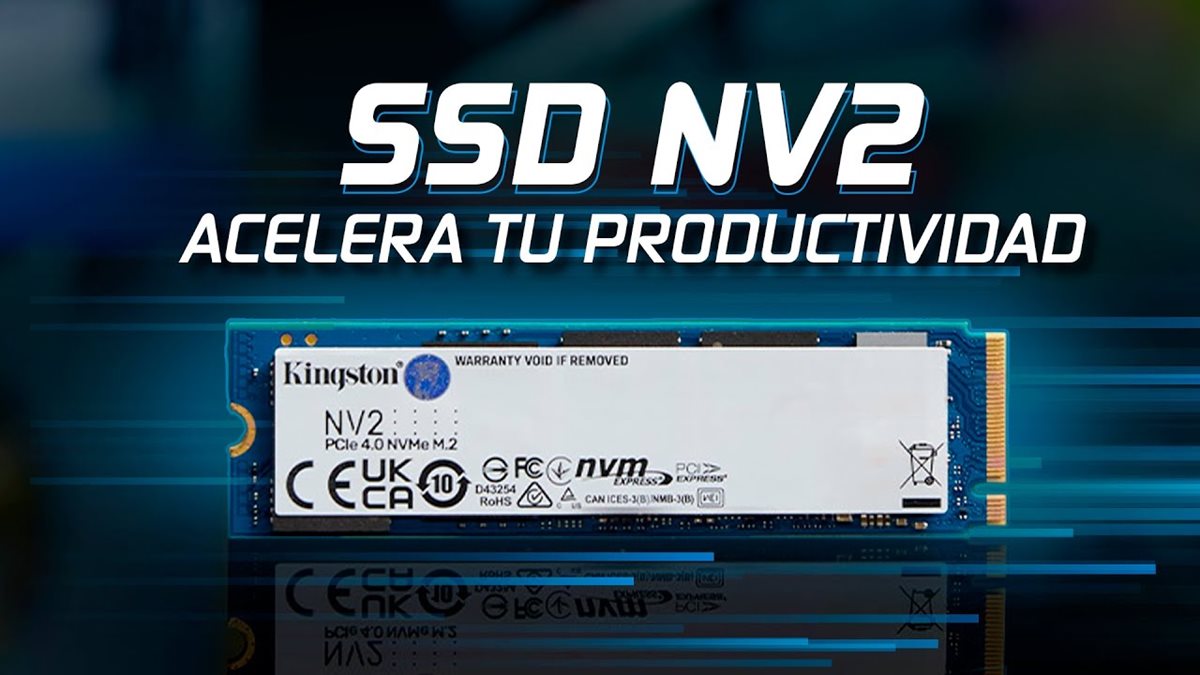 SSD NV2
ACELERA TU PRODUCTIVIDAD
Kingston®
WARRANTY VOID IF REMOVED
NV2
PCIe 4.0 NVMe M.2
CE UK CA 10
FC nvm EXPRESS PCI EXPRESS®
D43254
RoHS
CAN ICES-3(B)/NMB-3(B)